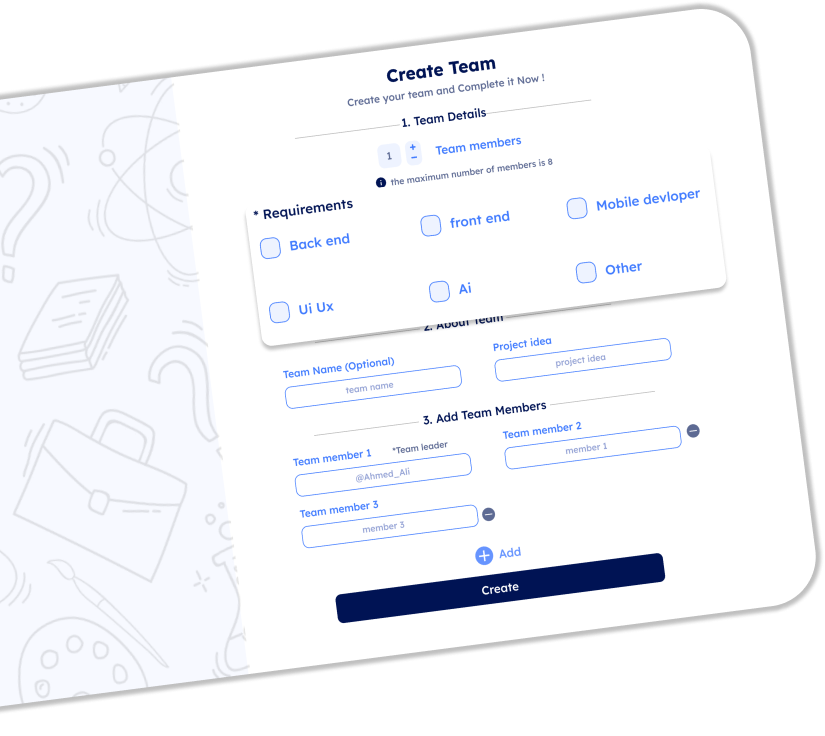 Create Team
Create your team and Complete it Now !
1. Team Details
1
+
−
Team members
i the maximum number of members is 8
* Requirements
Back end
front end
Mobile devloper
Ui Ux
Ai
Other
2. About Team
Team Name (Optional)
Project idea
team name
project idea
3. Add Team Members
Team member 1
*Team leader
Team member 2
@Ahmed_Ali
member 1
Team member 3
member 3
Add
Create